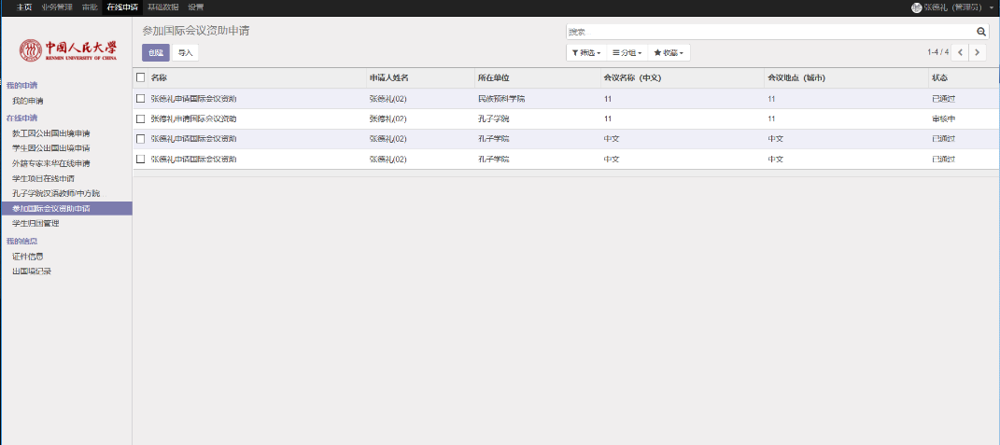 主页 业务管理 审批 在线申请 基础数据 设置 张德礼（管理员）
中国人民大学
RENMIN UNIVERSITY OF CHINA
我的申请
我的申请
在线申请
教工因公出国出境申请
学生因公出国出境申请
外籍专家来华在线申请
学生项目在线申请
孔子学院汉语教师/中方院
参加国际会议资助申请
学生归国管理
我的信息
证件信息
出国境记录
参加国际会议资助申请
搜索...
创建 导入 筛选 分组 收藏 1-4 / 4
名称 申请人姓名 所在单位 会议名称（中文） 会议地点（城市） 状态
张德礼申请国际会议资助 张德礼(02) 民族预科学院 11 11 已通过
张德礼申请国际会议资助 张德礼(02) 孔子学院 11 11 审核中
张德礼申请国际会议资助 张德礼(02) 孔子学院 中文 中文 已通过
张德礼申请国际会议资助 张德礼(02) 孔子学院 中文 中文 已通过